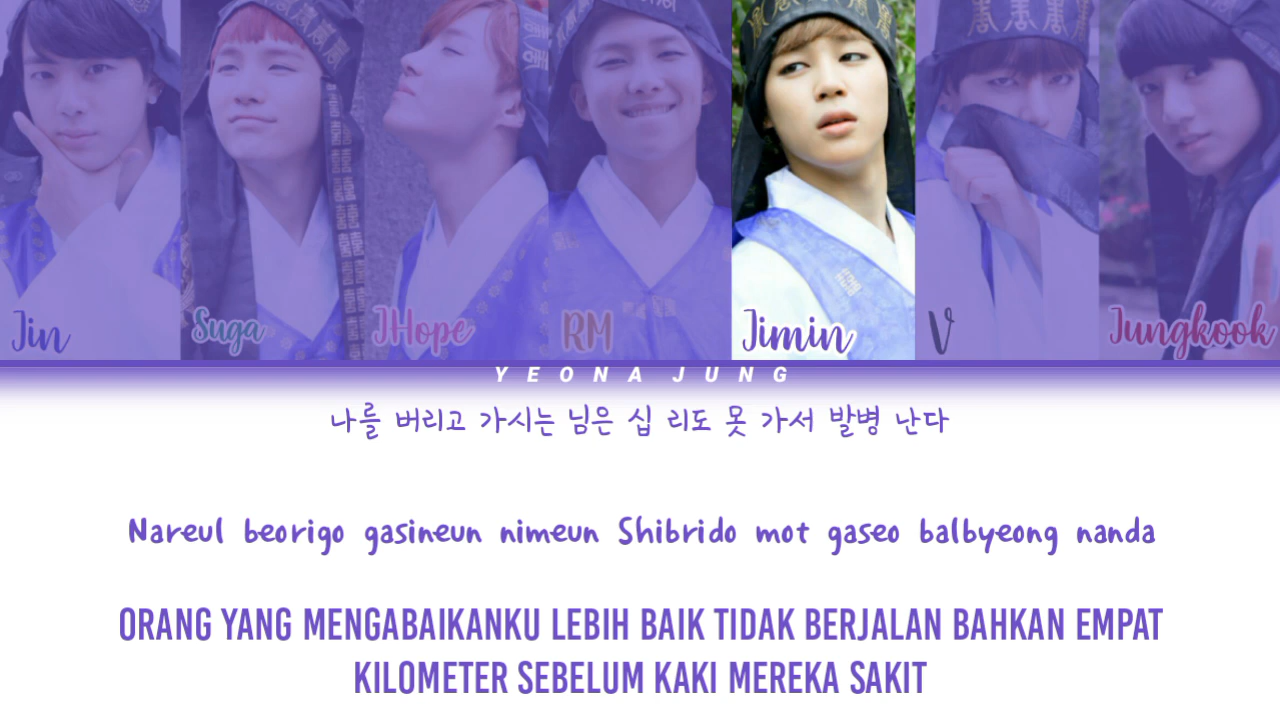 Jin
Suga
JHope
RM
Jimin
V
Jungkook
YEONA JUNG
나를 버리고 가시는 님은 십 리도 못 가서 발병 난다
Nareul beorigo gasineun nimeun Shibrido mot gaseo balbyeong nanda
ORANG YANG MENGABAIKANKU LEBIH BAIK TIDAK BERJALAN BAHKAN EMPAT
KILOMETER SEBELUM KAKI MEREKA SAKIT